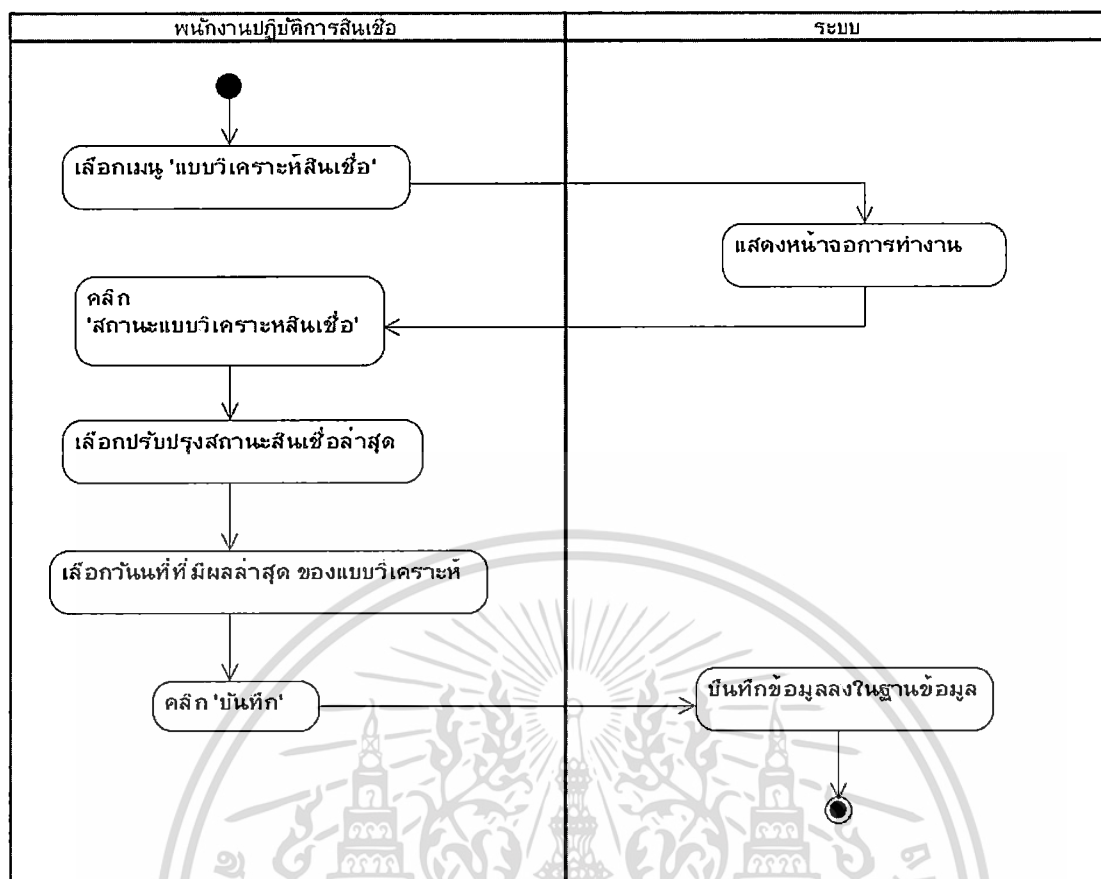 พนักงานปฏิบัติการสินเชื่อ
ระบบ
เลือกเมนู 'แบบวิเคราะห์สินเชื่อ'
แสดงหน้าจอการทำงาน
คลิก
'สถานะแบบวิเคราะหสินเชื่อ'
เลือกปรับปรุงสถานะสินเชื่อล่าสุด
เลือกวันนที่ที่มีผลล่าสุด ของแบบวิเคราะห์
คลิก 'บันทึก'
บันทึกข้อมูลลงในฐานข้อมูล